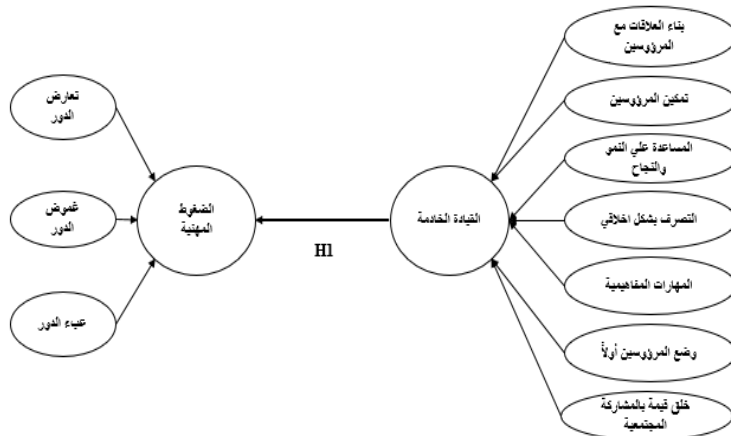 بناء العلاقات مع
المرؤوسين
تمكين المرؤوسين
المساعدة علي النمو
والنجاح
التصرف بشكل اخلاقي
المهارات المفاهيمية
وضع المرؤوسين أولاً
خلق قيمة بالمشاركة
المجتمعية
القيادة الخادمة
H1
الضغوط
المهنية
تعارض
الدور
غموض
الدور
عبء الدور